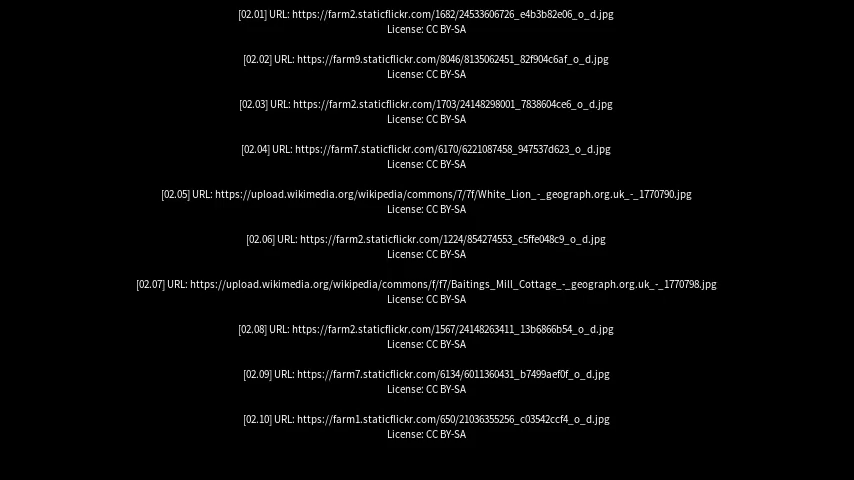 [02.01] URL: https://farm2.staticflickr.com/1682/24533606726_e4b3b82e06_o_d.jpg
License: CC BY-SA
[02.02] URL: https://farm9.staticflickr.com/8046/8135062451_82f904c6af_o_d.jpg
License: CC BY-SA
[02.03] URL: https://farm2.staticflickr.com/1703/24148298001_7838604ce6_o_d.jpg
License: CC BY-SA
[02.04] URL: https://farm7.staticflickr.com/6170/6221087458_947537d623_o_d.jpg
License: CC BY-SA
[02.05] URL: https://upload.wikimedia.org/wikipedia/commons/7/7f/White_Lion_-_geograph.org.uk_-_1770790.jpg
License: CC BY-SA
[02.06] URL: https://farm2.staticflickr.com/1224/854274553_c5ffe048c9_o_d.jpg
License: CC BY-SA
[02.07] URL: https://upload.wikimedia.org/wikipedia/commons/f/f7/Baitings_Mill_Cottage_-_geograph.org.uk_-_1770798.jpg
License: CC BY-SA
[02.08] URL: https://farm2.staticflickr.com/1567/24148263411_13b6866b54_o_d.jpg
License: CC BY-SA
[02.09] URL: https://farm7.staticflickr.com/6134/6011360431_b7499aef0f_o_d.jpg
License: CC BY-SA
[02.10] URL: https://farm1.staticflickr.com/650/21036355256_c03542ccf4_o_d.jpg
License: CC BY-SA